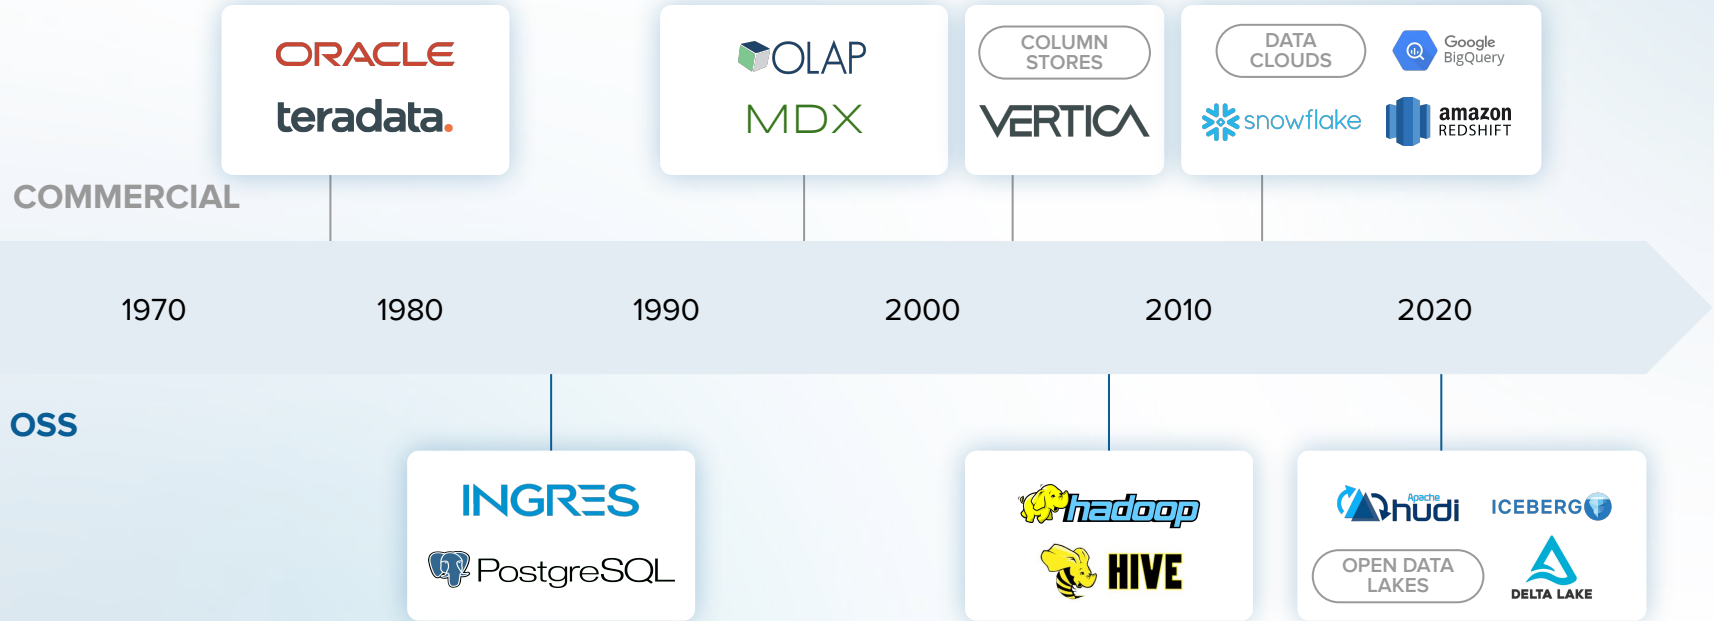 ORACLE
teradata.
OLAP
MDX
COLUMN
STORES
VERTICA
DATA
CLOUDS
Google
BigQuery
snowflake
amazon
REDSHIFT
COMMERCIAL
1970 1980 1990 2000 2010 2020
OSS
INGRES
PostgreSQL
hadoop
HIVE
Apache
hudi
ICEBERG
OPEN DATA
LAKES
DELTA LAKE